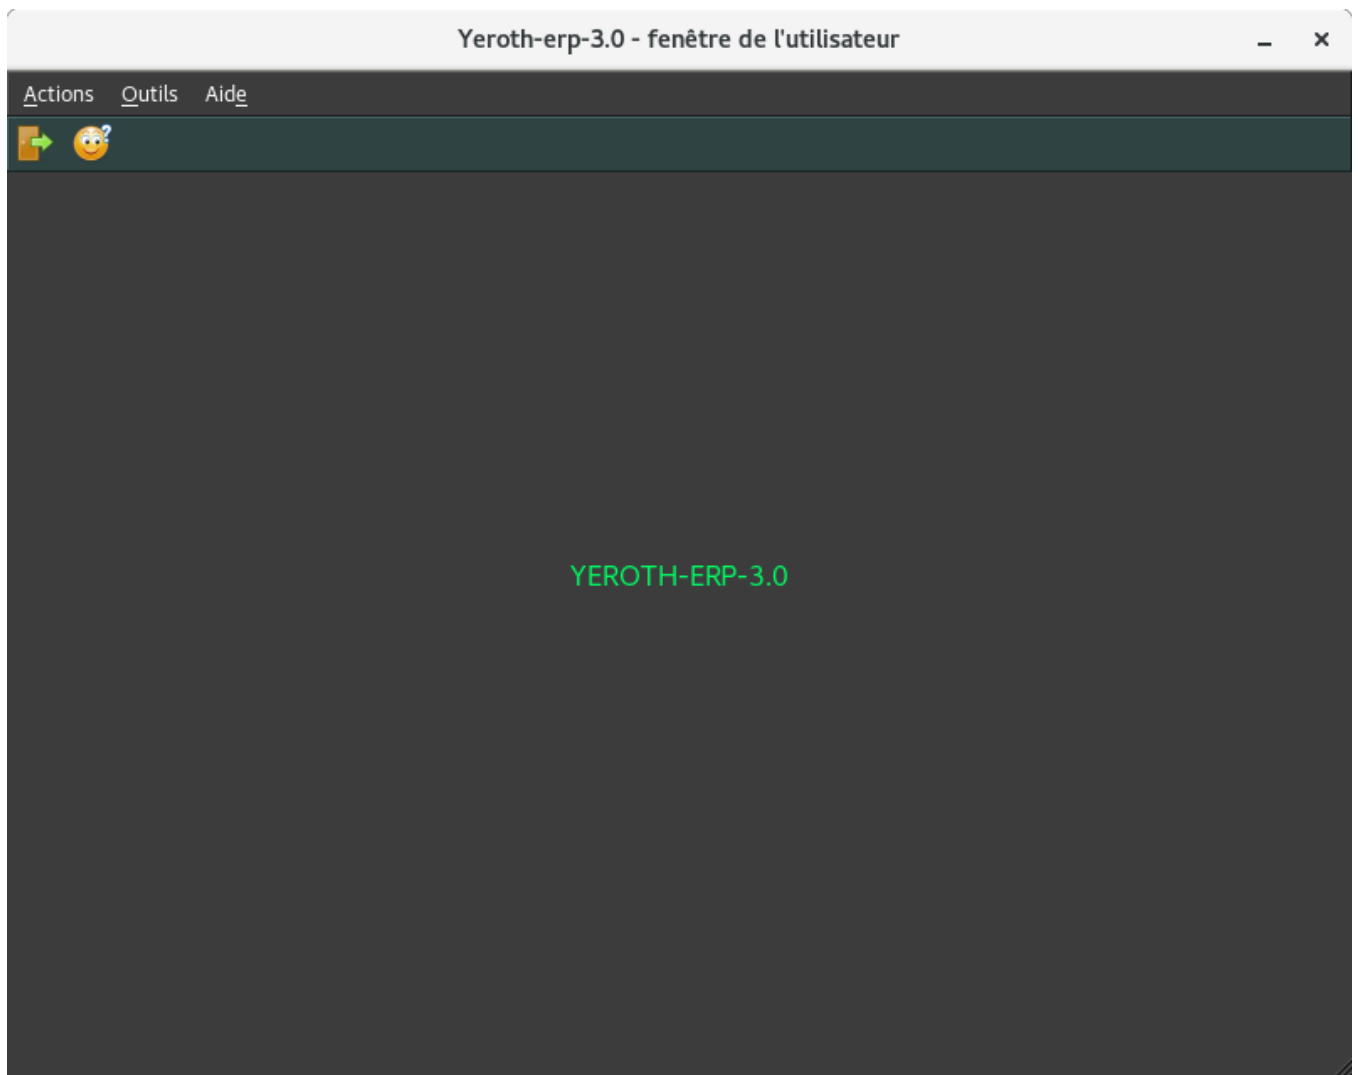 Yeroth-erp-3.0 - fenêtre de l'utilisateur
Actions Outils Aide
YEROTH-ERP-3.0